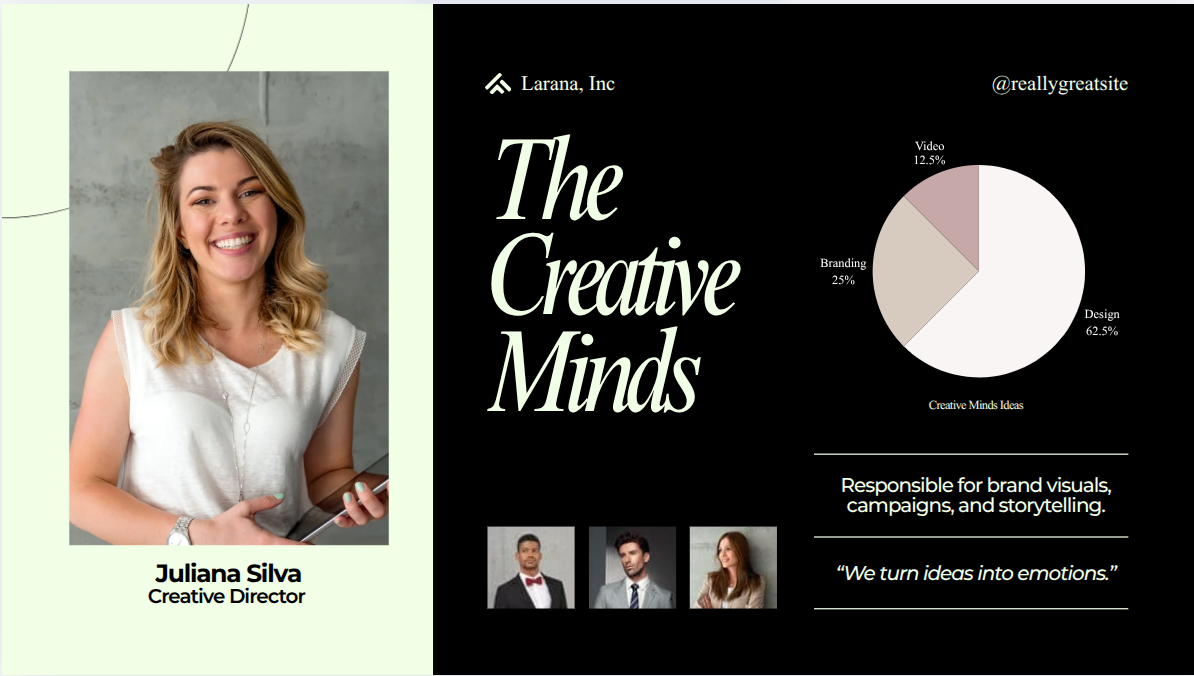 Juliana Silva
Creative Director
Larana, Inc
@reallygreatsite
The
Creative
Minds
Video
12.5%
Branding
25%
Design
62.5%
Creative Minds Ideas
Responsible for brand visuals,
campaigns, and storytelling.
“We turn ideas into emotions.”